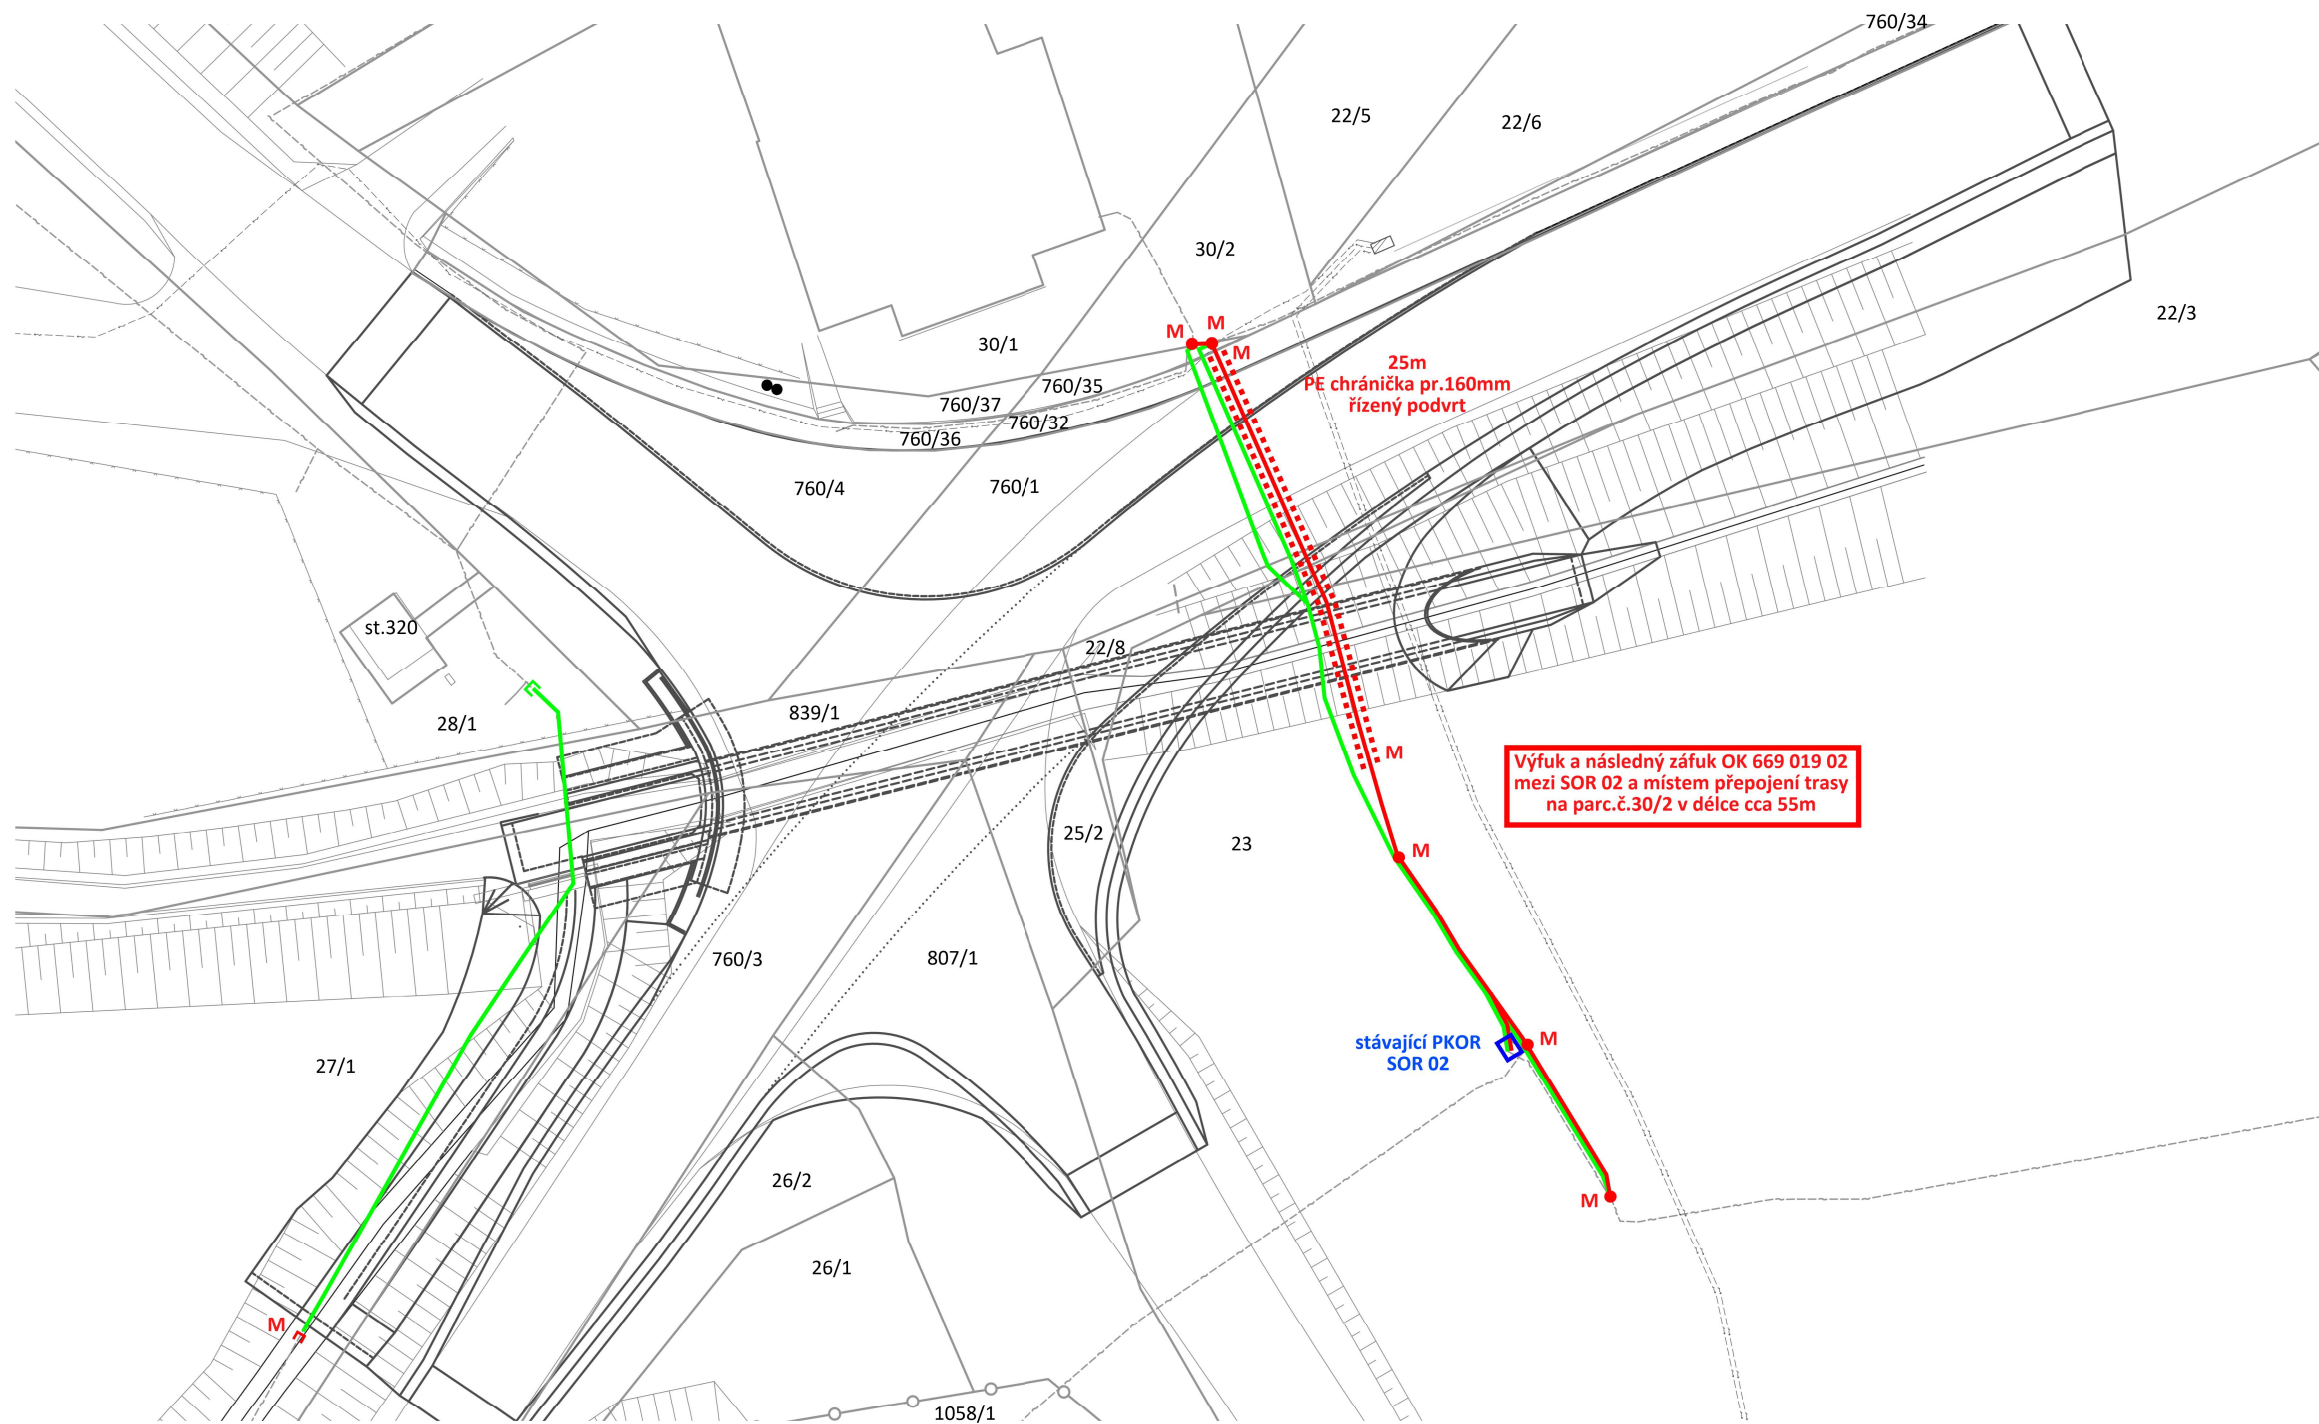 760/34
22/5
22/6
30/2
22/3
M
M
M
30/1
25m
PE chránička pr.160mm
řízený podvrt
760/35
760/37
760/32
760/36
760/4
760/1
st.320
22/8
839/1
28/1
M
Výfuk a následný záfuk OK 669 019 02
mezi SOR 02 a místem přepojení trasy
na parc.č.30/2 v délce cca 55m
25/2
23
M
760/3
807/1
stávající PKOR
SOR 02
M
27/1
26/2
M
26/1
M
1058/1